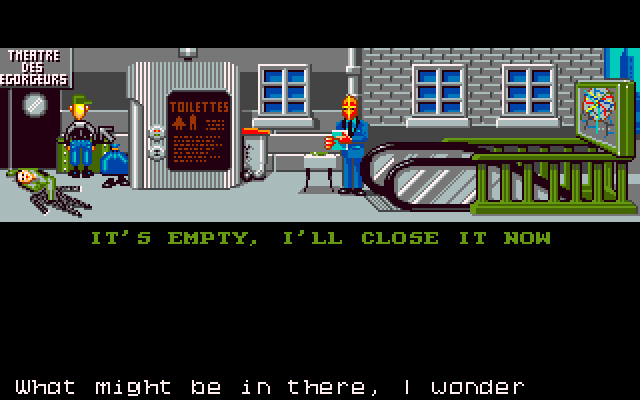 THEATRE
DES
EGORGEURS
TOILETTES
IT'S EMPTY, I'LL CLOSE IT NOW
What might be in there, I wonder